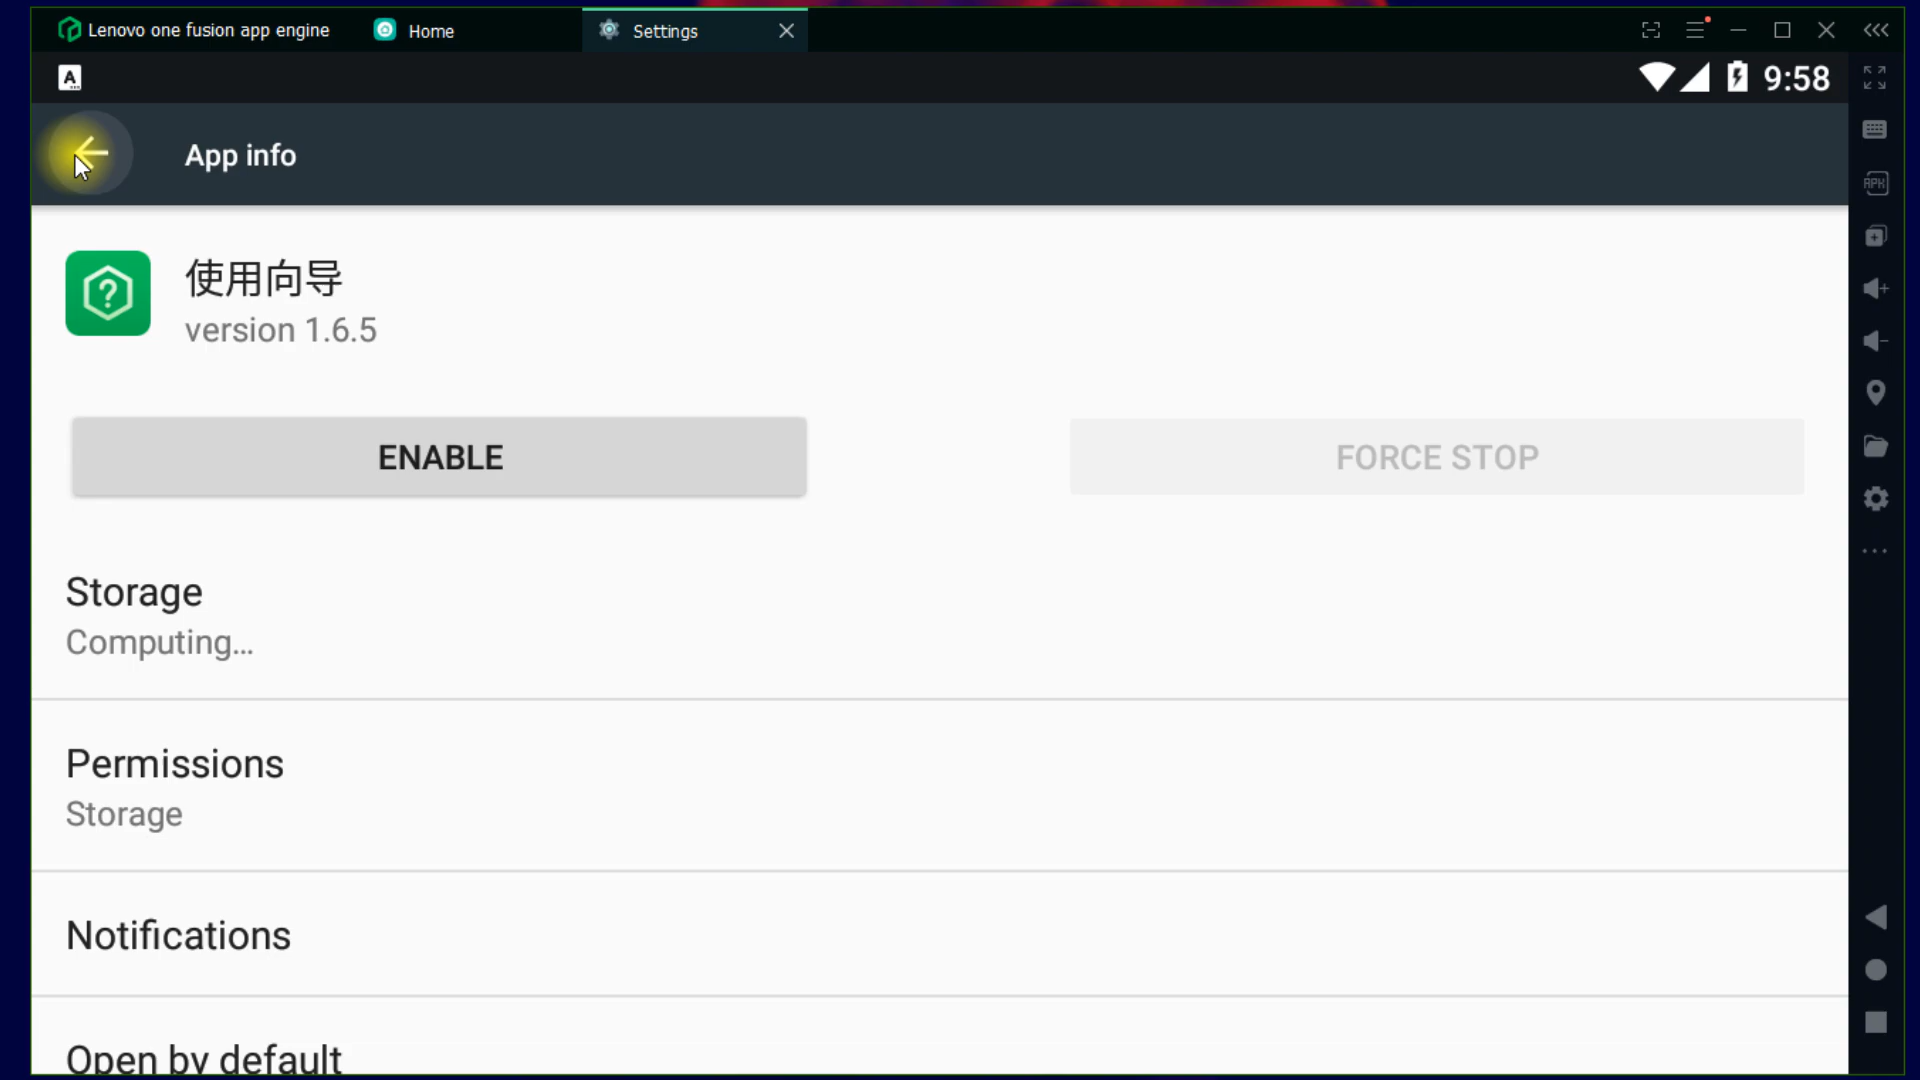 Lenovo one fusion app engine
Home
Settings
A
9:58
App info
APK
使用向导
version 1.6.5
ENABLE
FORCE STOP
Storage
Computing...
Permissions
Storage
Notifications
Open by default